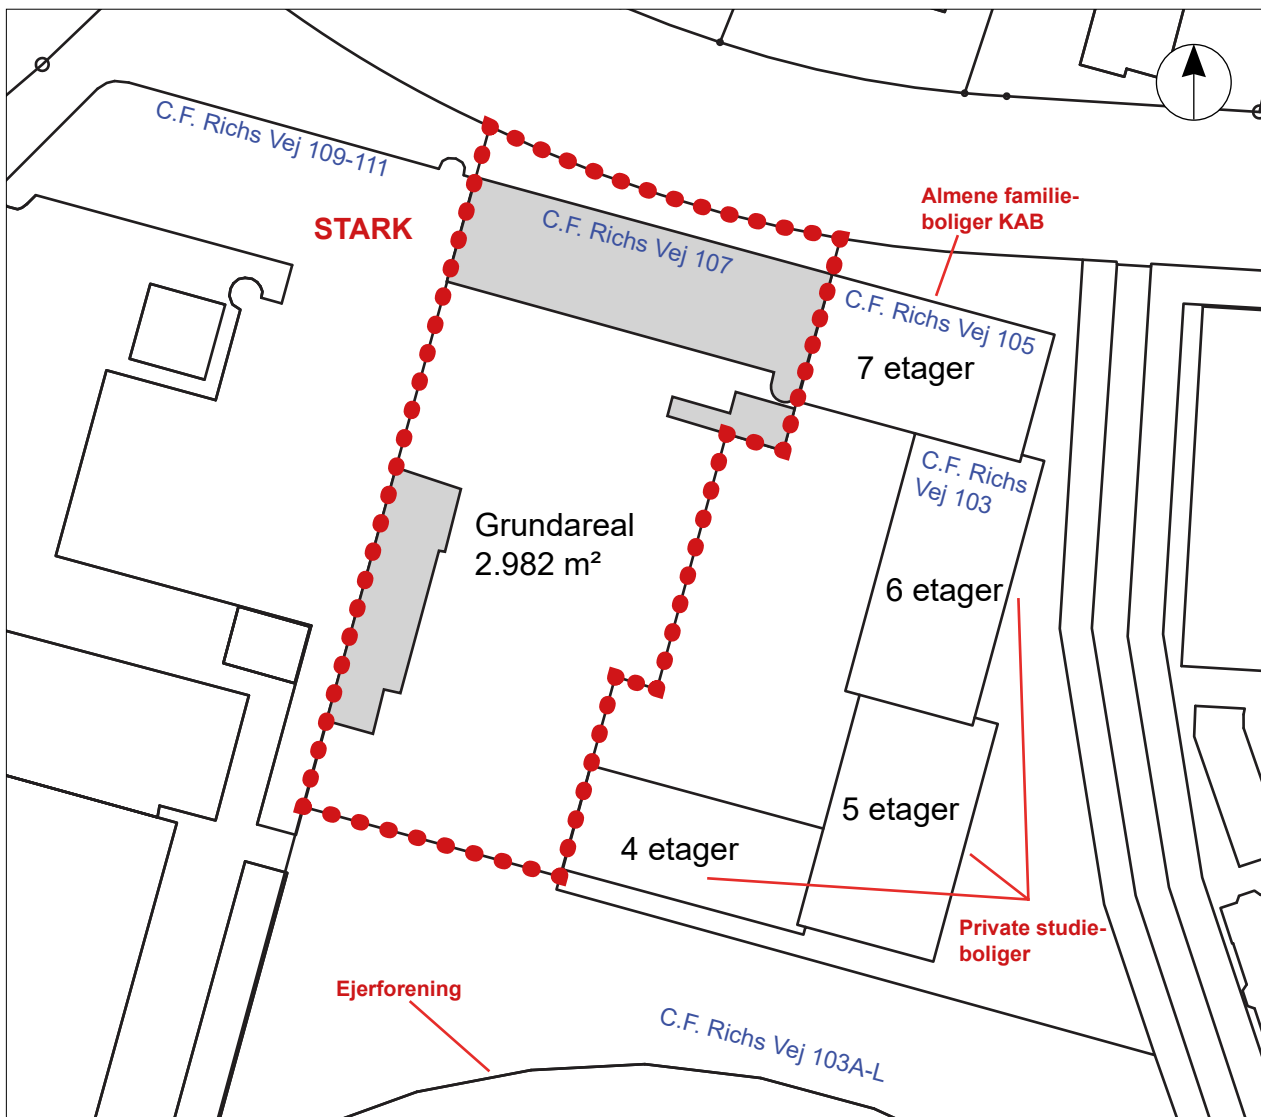 C.F. Richs Vej 109-111
STARK
C.F. Richs Vej 107
Almene familie-
boliger KAB
C.F. Richs Vej 105
7 etager
C.F. Richs
Vej 103
Grundareal
2.982 m²
6 etager
5 etager
4 etager
Private studie-
boliger
Ejerforening
C.F. Richs Vej 103A-L